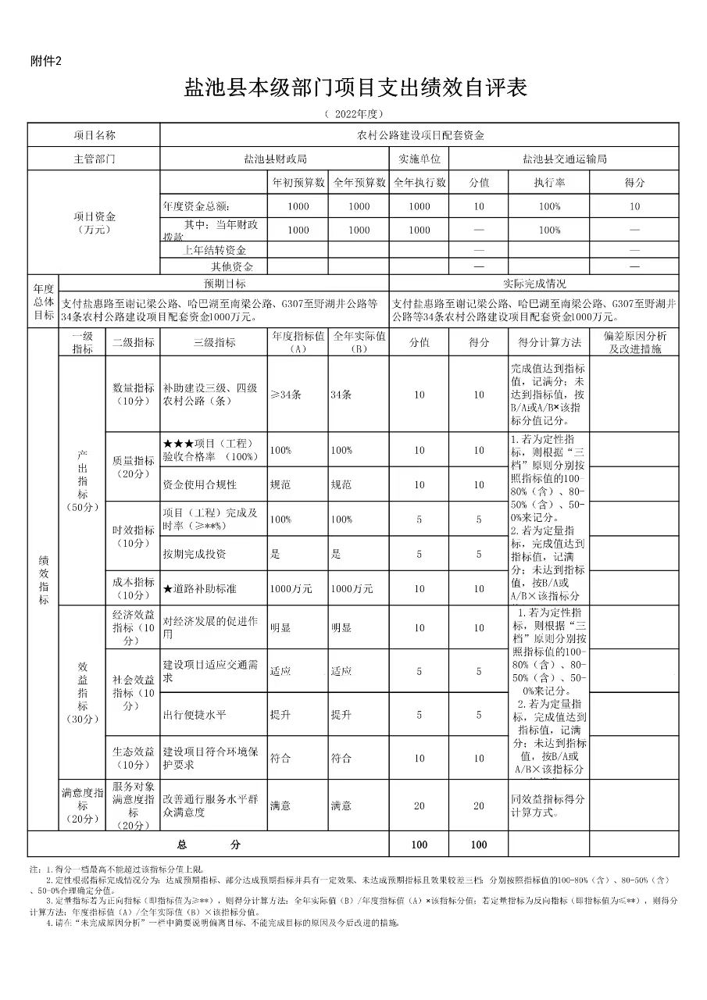 附件2
盐池县本级部门项目支出绩效自评表
（ 2022年度）
项目名称 农村公路建设项目配套资金
主管部门 盐池县财政局 实施单位 盐池县交通运输局
项目资金
（万元）
年初预算数 全年预算数 全年执行数 分值 执行率 得分
年度资金总额： 1000 1000 1000 10 100% 10
其中：当年财政
拨款
1000 1000 1000 — 100% —
上年结转资金 — —
其他资金 — —
年度
总体
目标
预期目标 实际完成情况
支付盐惠路至谢记梁公路、哈巴湖至南梁公路、G307至野湖井公路等
34条农村公路建设项目配套资金1000万元。
支付盐惠路至谢记梁公路、哈巴湖至南梁公路、G307至野湖井
公路等34条农村公路建设项目配套资金1000万元。
绩
效
指
标
一级
指标
二级指标 三级指标
年度指标值
（A）
全年实际值
（B）
分值 得分 得分计算方法
偏差原因分析
及改进措施
产
出
指
标
（50分）
数量指标
（10分）
补助建设三级、四级
农村公路（条）
≥34条 34条 10 10
完成值达到指标
值，记满分；未
达到指标值，按
B/A或A/B×该指
标分值记分。
质量指标
（20分）
★★★项目（工程）
验收合格率 （100%）
100% 100% 10 10
资金使用合规性 规范 规范 10 10
时效指标
（10分）
项目（工程）完成及
时率（≥**%）
100% 100% 5 5
按期完成投资 是 是 5 5
成本指标
（10分）
★道路补助标准 1000万元 1000万元 10 10
1.若为定性指
标，则根据“三
档”原则分别按
照指标值的100-
80%（含）、80-
50%（含）、50-
0%来记分。
2.若为定量指
标，完成值达到
指标值，记满
分；未达到指标
值，按B/A或
A/B×该指标分
效
益
指
标
（30分）
经济效益
指标（10
分）
对经济发展的促进作
用
明显 明显 10 10
社会效益
指标（10
分）
建设项目适应交通需
求
适应 适应 5 5
出行便捷水平 提升 提升 5 5
生态效益
（10分）
建设项目符合环境保
护要求
符合 符合 10 10
1.若为定性指
标，则根据“三
档”原则分别按
照指标值的100-
80%（含）、80-
50%（含）、50-
0%来记分。
2.若为定量指
标，完成值达到
指标值，记满
分；未达到指标
值，按B/A或
A/B×该指标分
满意度指
标
（20分）
服务对象
满意度指
标
（20分）
改善通行服务水平群
众满意度
满意 满意 20 20
同效益指标得分
计算方式。
总 分 100 100
注：1.得分一档最高不能超过该指标分值上限。
2.定性根据指标完成情况分为：达成预期指标、部分达成预期指标并具有一定效果、未达成预期指标且效果较差三档，分别按照指标值的100-80%（含）、80-50%（含）
、50-0%合理确定分值。
3.定量指标若为正向指标（即指标值为≥**），则得分计算方法：全年实际值（B）/年度指标值（A）×该指标分值；若定量指标为反向指标（即指标值为≤**），则得分
计算方法：年度指标值（A）/全年实际值（B）×该指标分值。
4.请在“未完成原因分析”一栏中简要说明偏离目标、不能完成目标的原因及今后改进的措施。